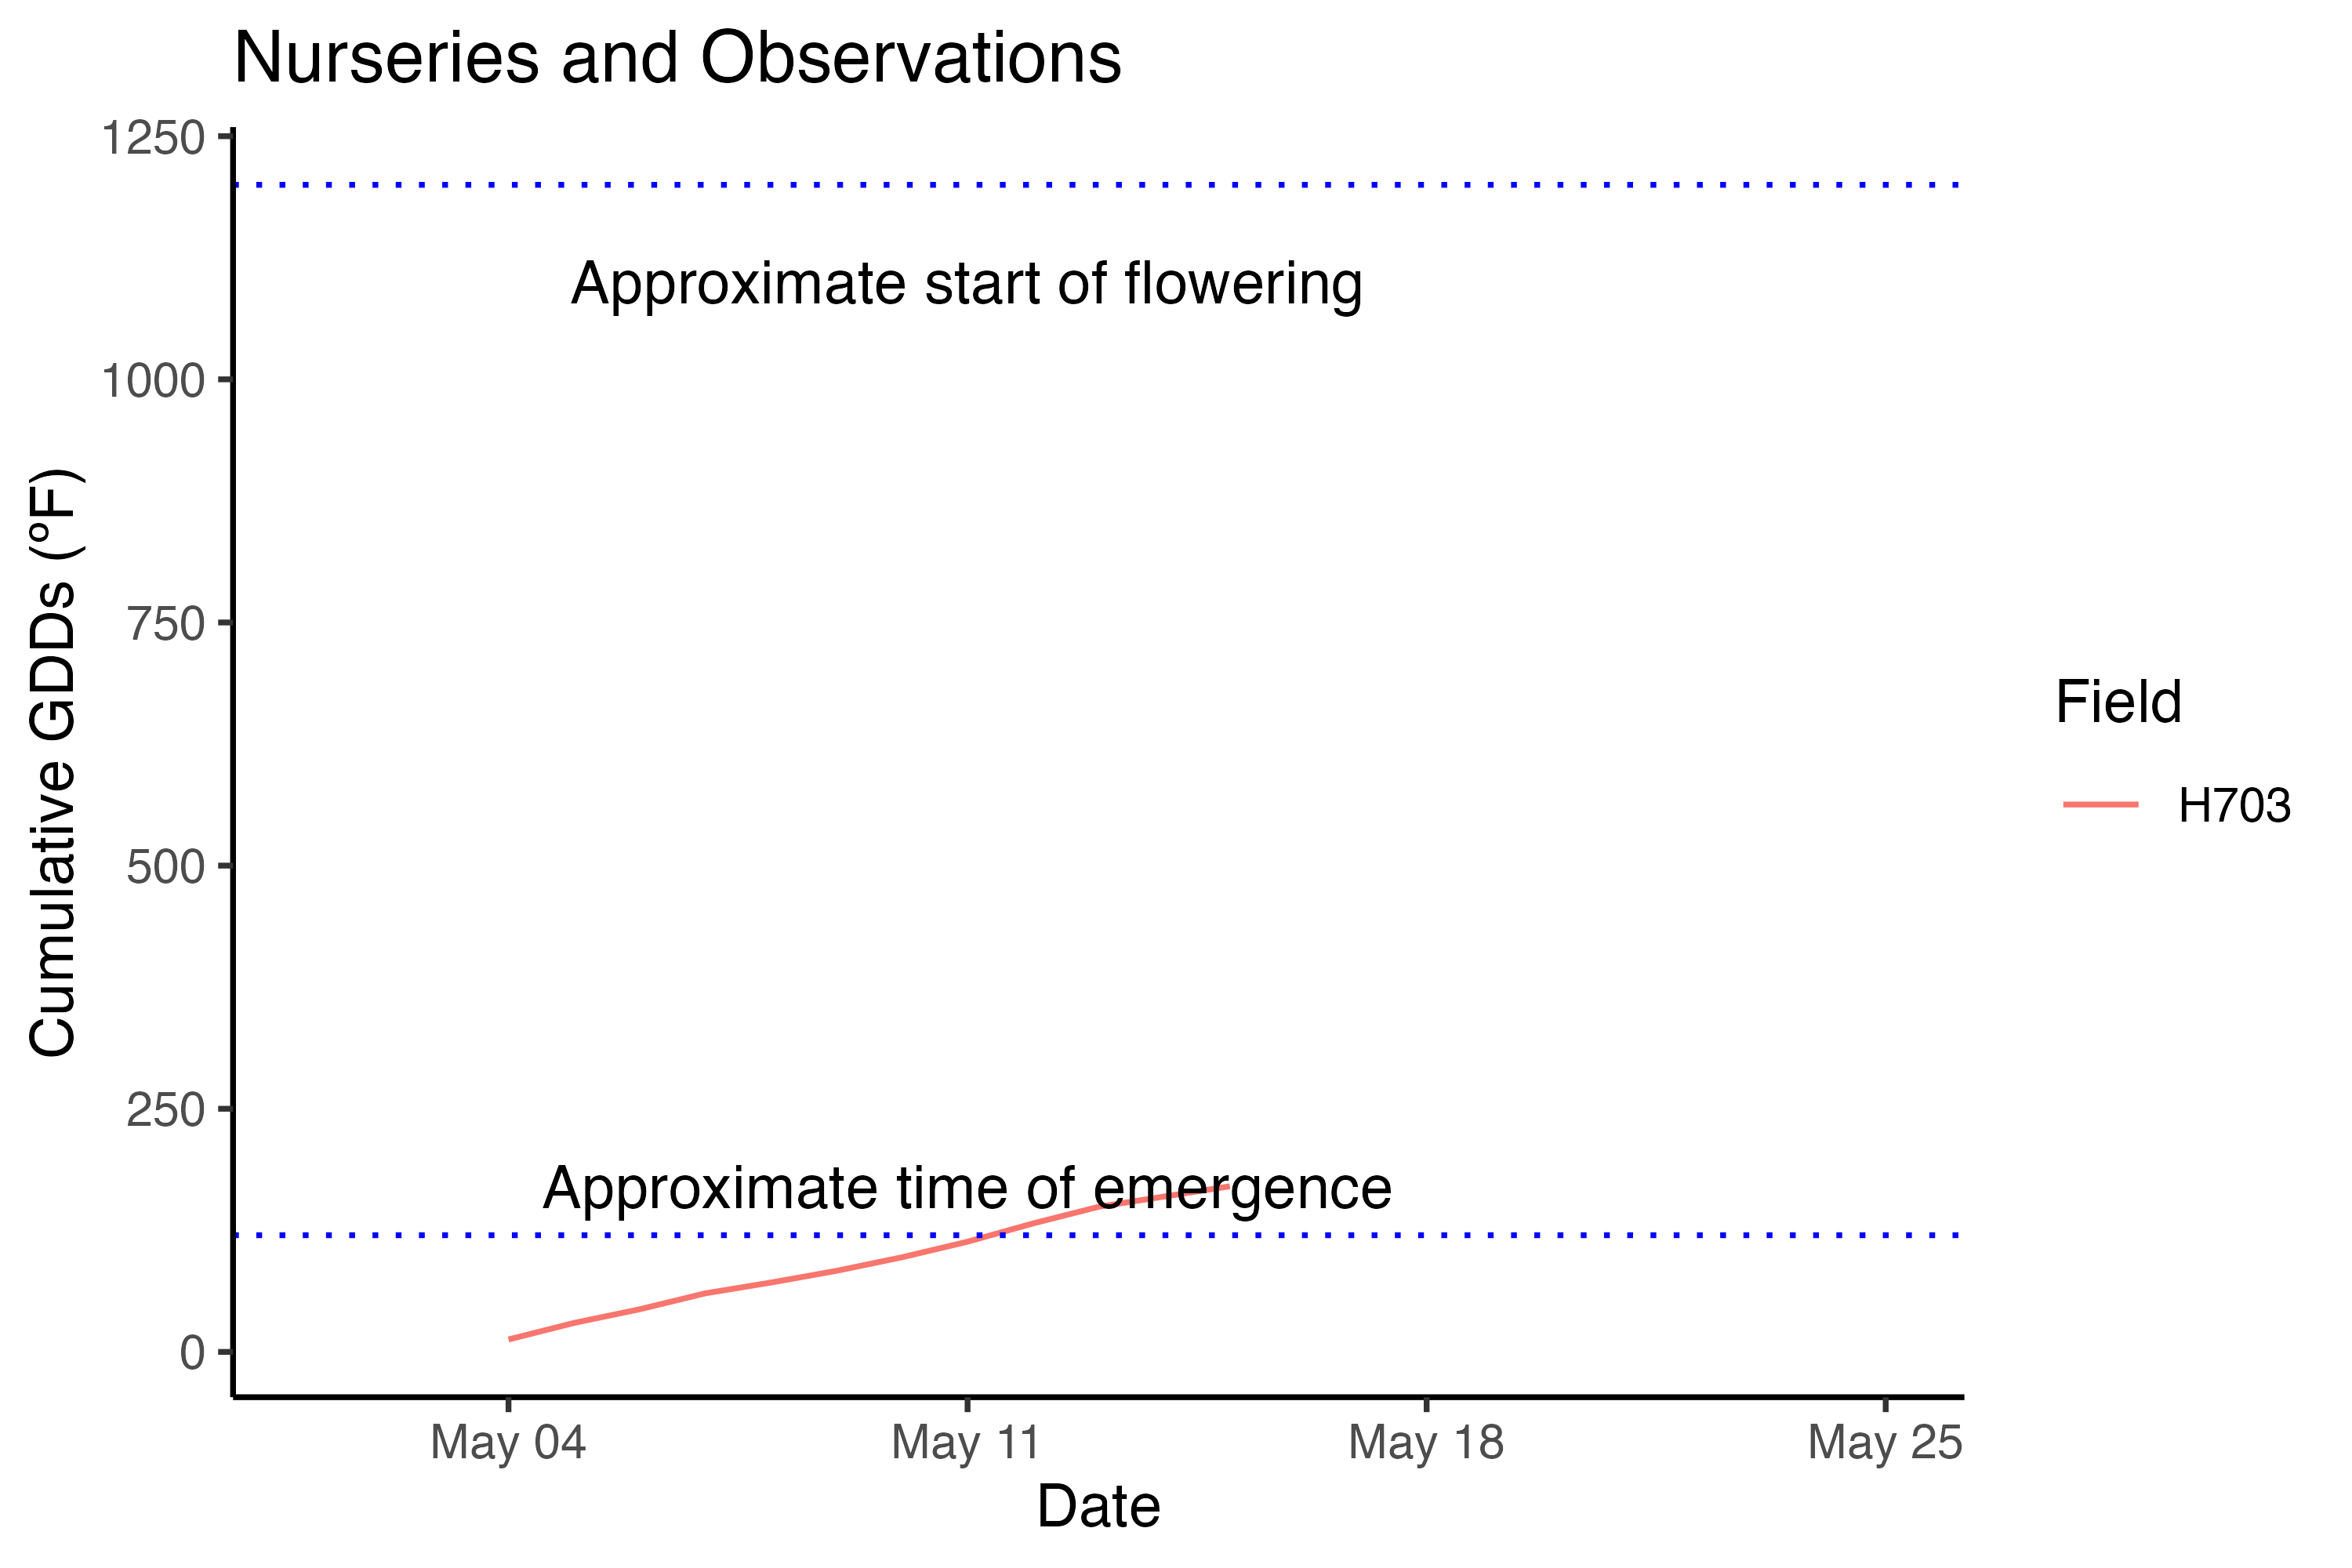 Nurseries and Observations
1250
1000
750
500
250
0
Cumulative GDDs (ºF)
Approximate start of flowering
Approximate time of emergence
May 04
May 11
May 18
May 25
Date
Field
H703